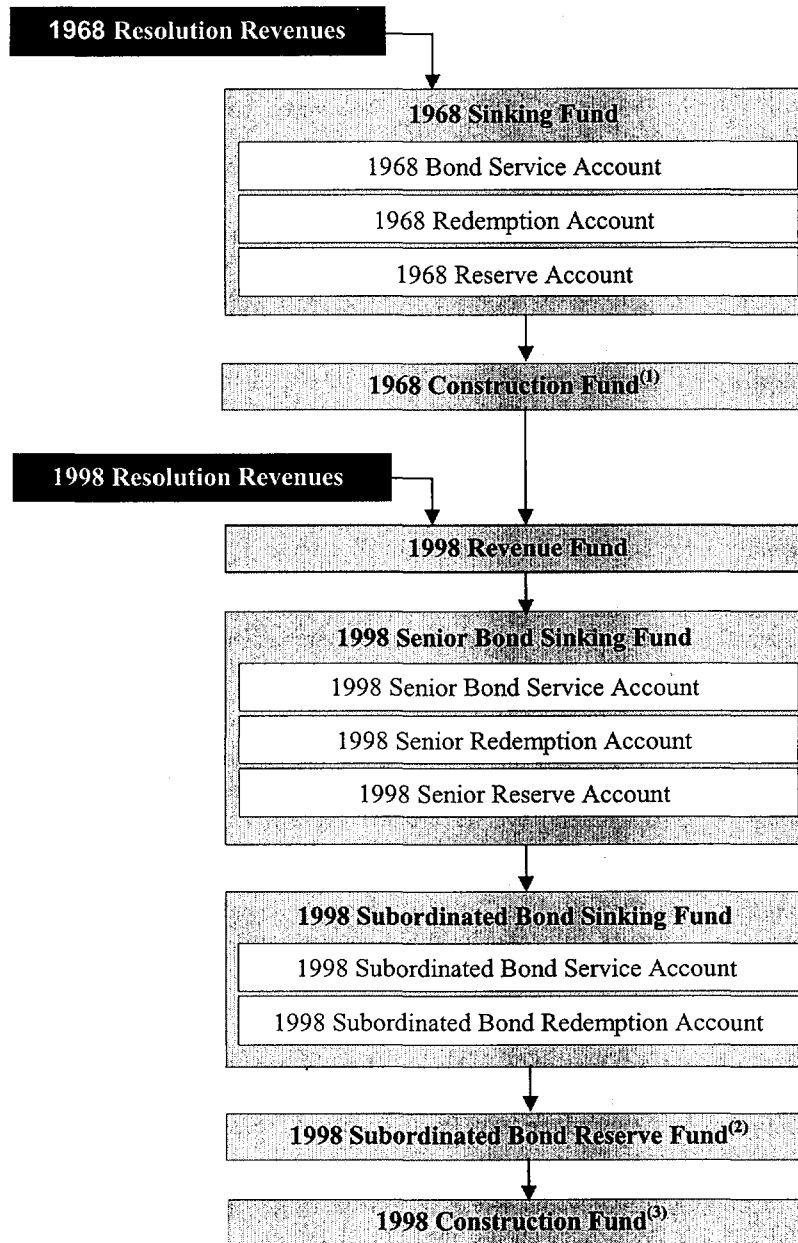 1968 Resolution Revenues
1968 Sinking Fund
1968 Bond Service Account
1968 Redemption Account
1968 Reserve Account
1968 Construction Fund(1)
1998 Resolution Revenues
1998 Revenue Fund
1998 Senior Bond Sinking Fund
1998 Senior Bond Service Account
1998 Senior Redemption Account
1998 Senior Reserve Account
1998 Subordinated Bond Sinking Fund
1998 Subordinated Bond Service Account
1998 Subordinated Bond Redemption Account
1998 Subordinated Bond Reserve Fund(2)
1998 Construction Fund(3)